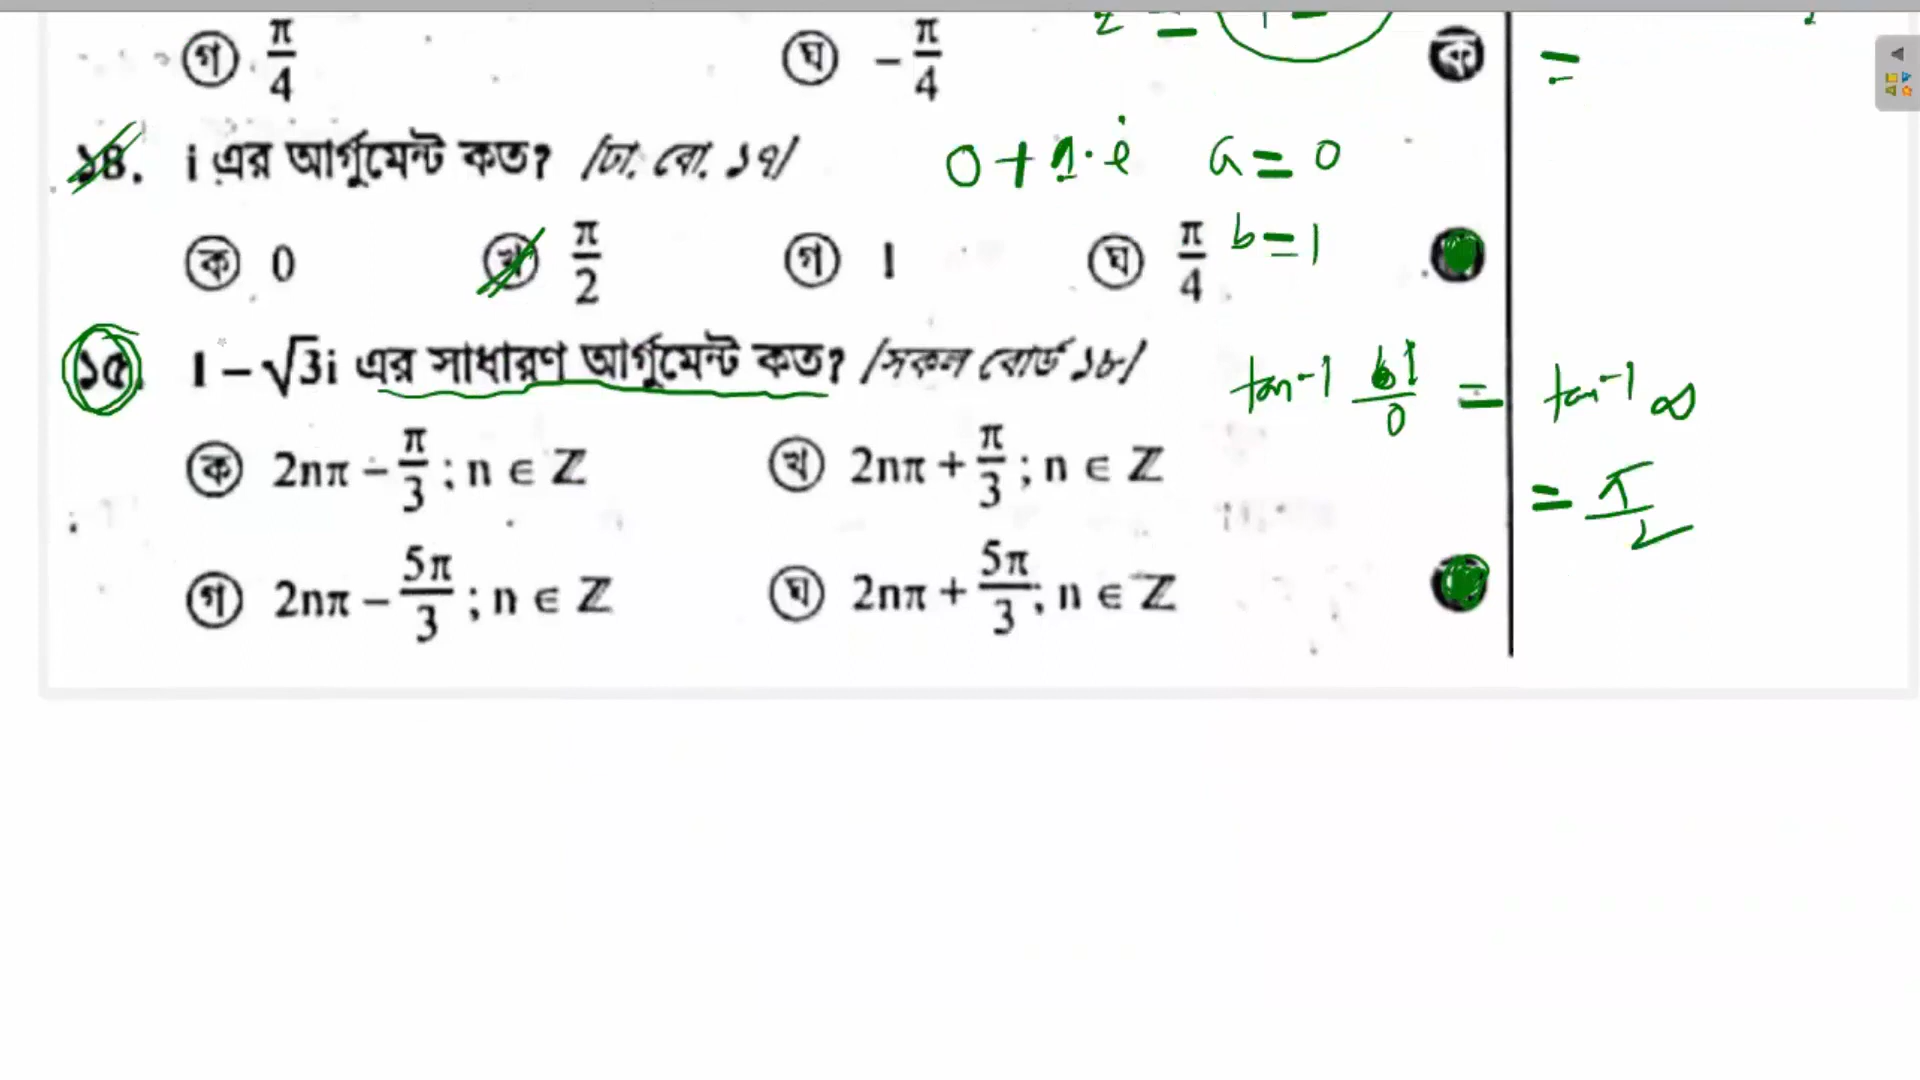 গ π/4 ঘ - π/4 ক =
১৪. i এর আর্গুমেন্ট কত? [ঢা. বো. ১৭] 0 + 1·i a = 0
ক 0 খ π/2 গ 1 ঘ π/4 b = 1
১৫. 1 – √3i এর সাধারণ আর্গুমেন্ট কত? [সকল বোর্ড ১৮] tan-1 1/0 = tan-1 ∞
ক 2nπ – π/3 ; n ∈ ℤ খ 2nπ + π/3 ; n ∈ ℤ = π/2
গ 2nπ – 5π/3 ; n ∈ ℤ ঘ 2nπ + 5π/3 ; n ∈ ℤ